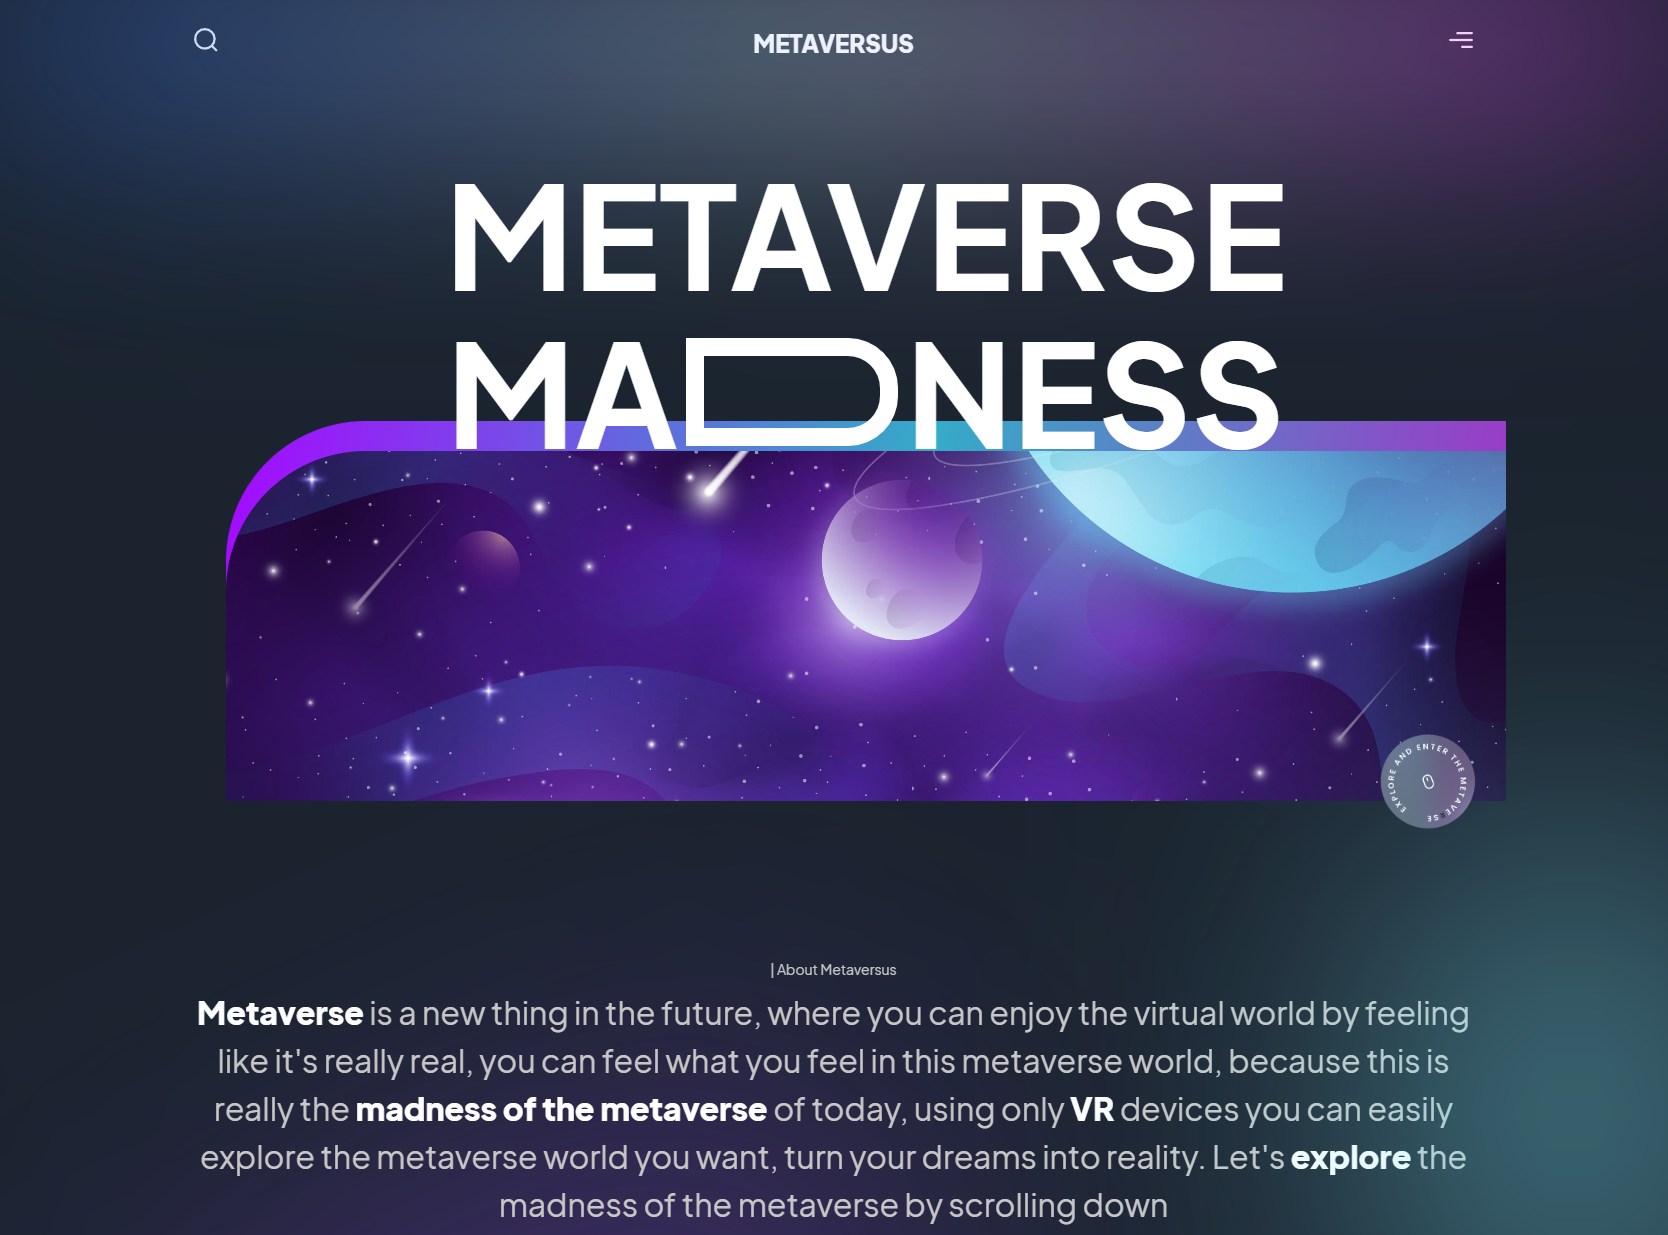 METAVERSUS
METAVERSE
MADNESS
EXPLORE AND ENTER THE METAVERSE
| About Metaversus
Metaverse is a new thing in the future, where you can enjoy the virtual world by feeling
like it's really real, you can feel what you feel in this metaverse world, because this is
really the madness of the metaverse of today, using only VR devices you can easily
explore the metaverse world you want, turn your dreams into reality. Let's explore the
madness of the metaverse by scrolling down